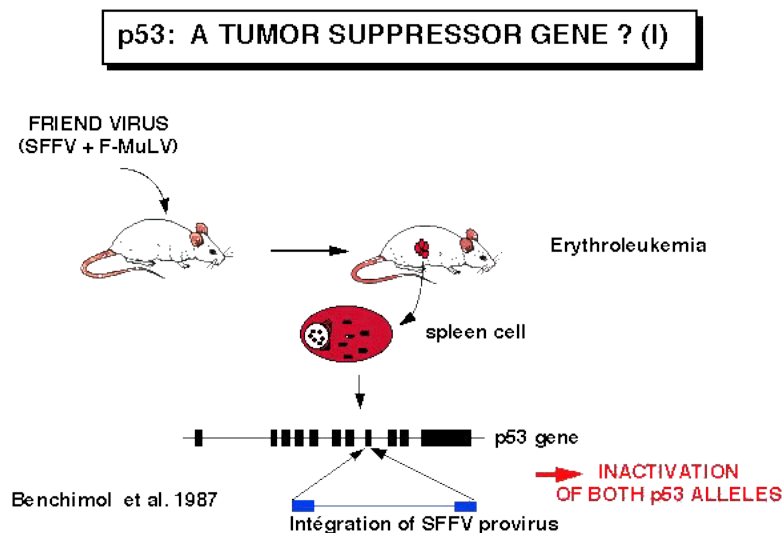 p53: A TUMOR SUPPRESSOR GENE ? (I)
FRIEND VIRUS
(SFFV + F-MuLV)
Erythroleukemia
spleen cell
p53 gene
INACTIVATION
OF BOTH p53 ALLELES
Benchimol et al. 1987
Intégration of SFFV provirus